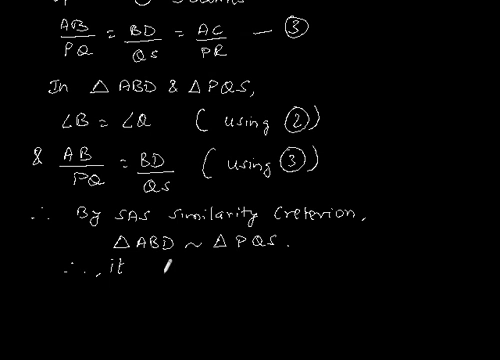 AB/PQ = BD/QS = AC/PR — ③
In △ ABD & △ PQS,
∠B = ∠Q ( using ② )
& AB/PQ = BD/QS ( using ③ )
∴ By SAS similarity Creterion,
△ ABD ~ △ PQS.
∴, it